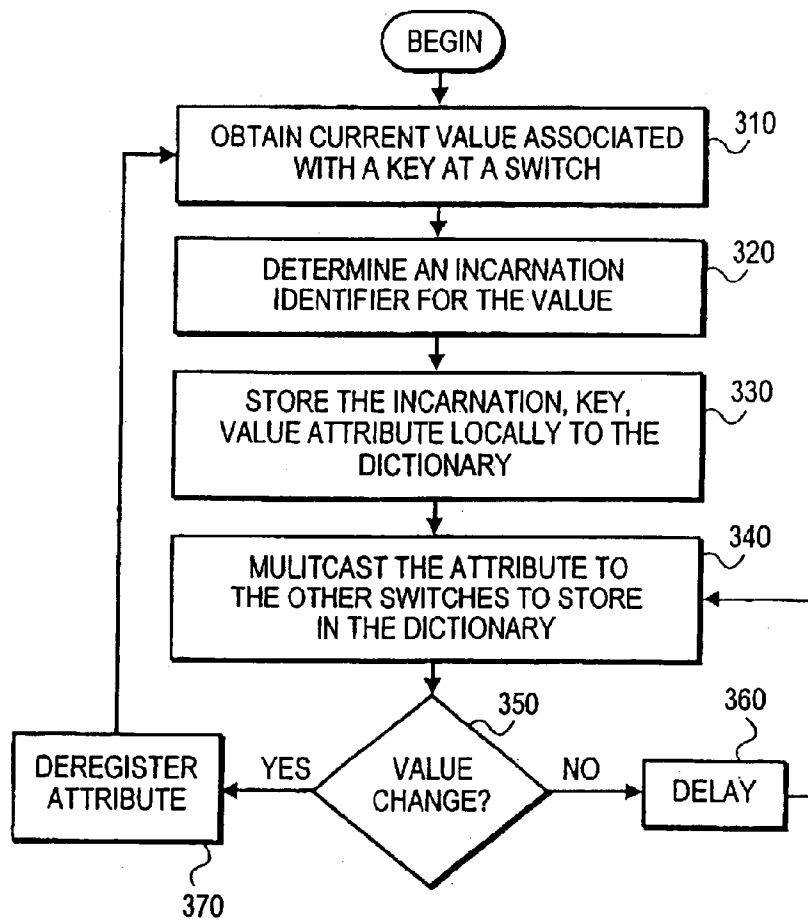 BEGIN
OBTAIN CURRENT VALUE ASSOCIATED
WITH A KEY AT A SWITCH
310
DETERMINE AN INCARNATION
IDENTIFIER FOR THE VALUE
320
STORE THE INCARNATION, KEY,
VALUE ATTRIBUTE LOCALLY TO THE
DICTIONARY
330
MULITCAST THE ATTRIBUTE TO
THE OTHER SWITCHES TO STORE
IN THE DICTIONARY
340
VALUE
CHANGE?
350
YES
NO
DEREGISTER
ATTRIBUTE
370
DELAY
360